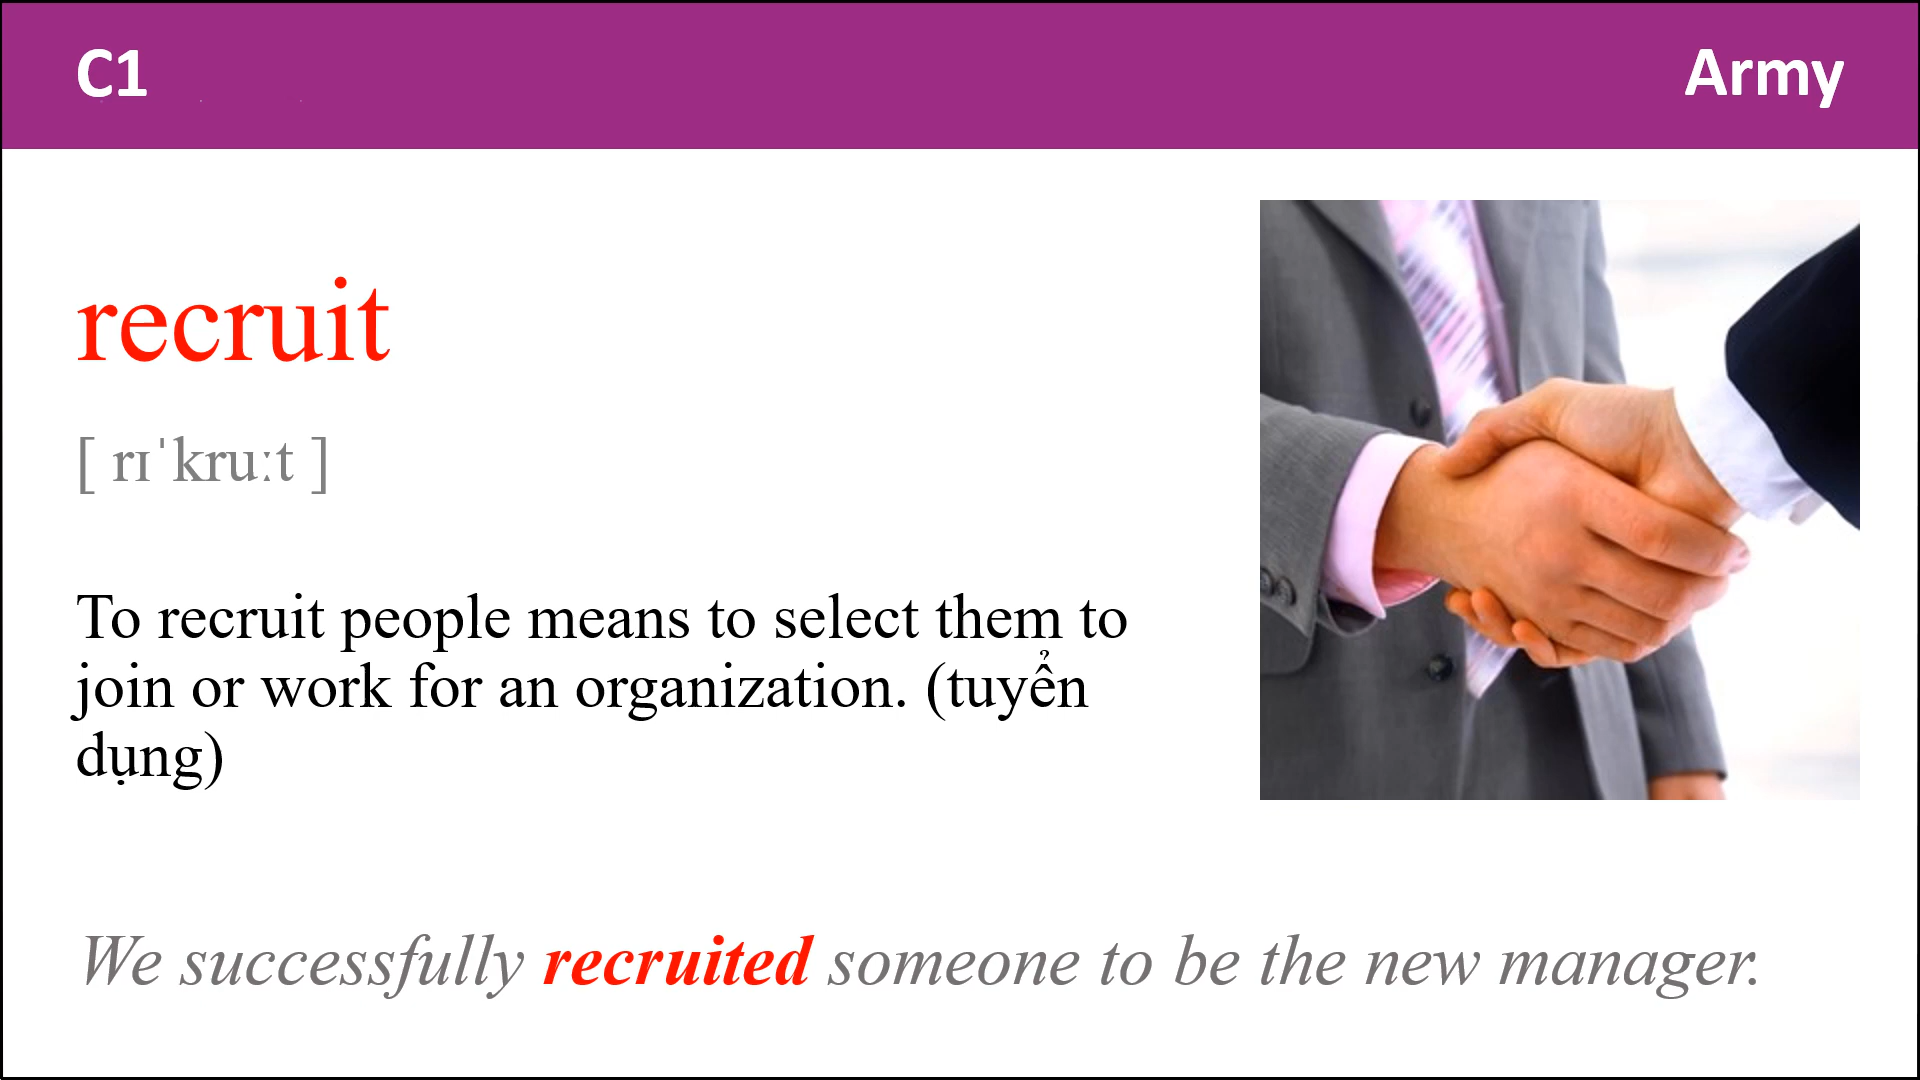 C1
Army
recruit
[ rɪˈkruːt ]
To recruit people means to select them to
join or work for an organization. (tuyển
dụng)
We successfully recruited someone to be the new manager.